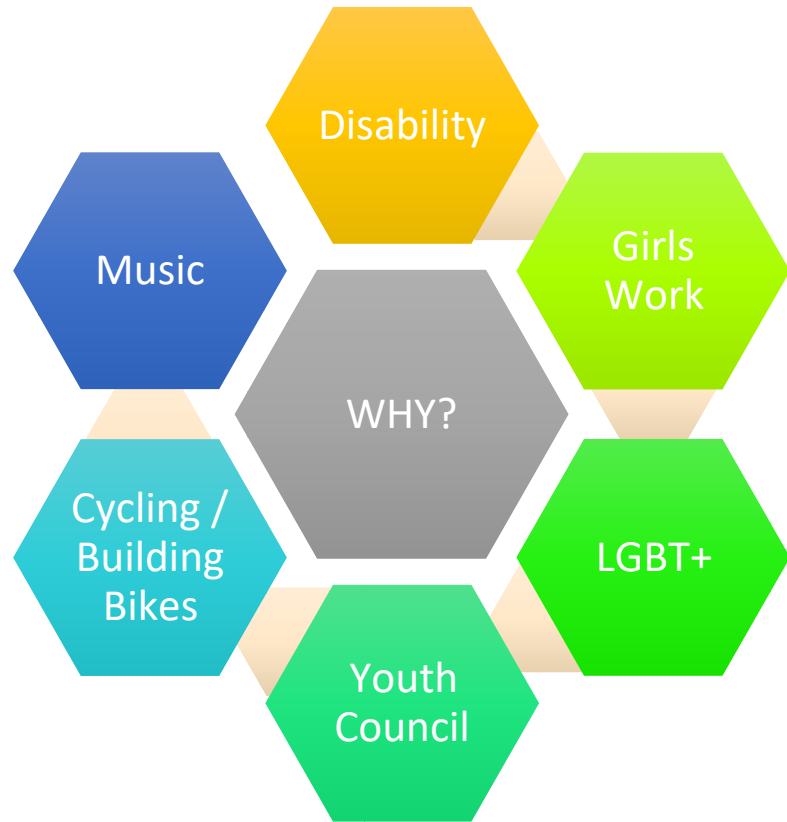 Disability
Girls
Work
LGBT+
Youth
Council
Cycling /
Building
Bikes
Music
WHY?